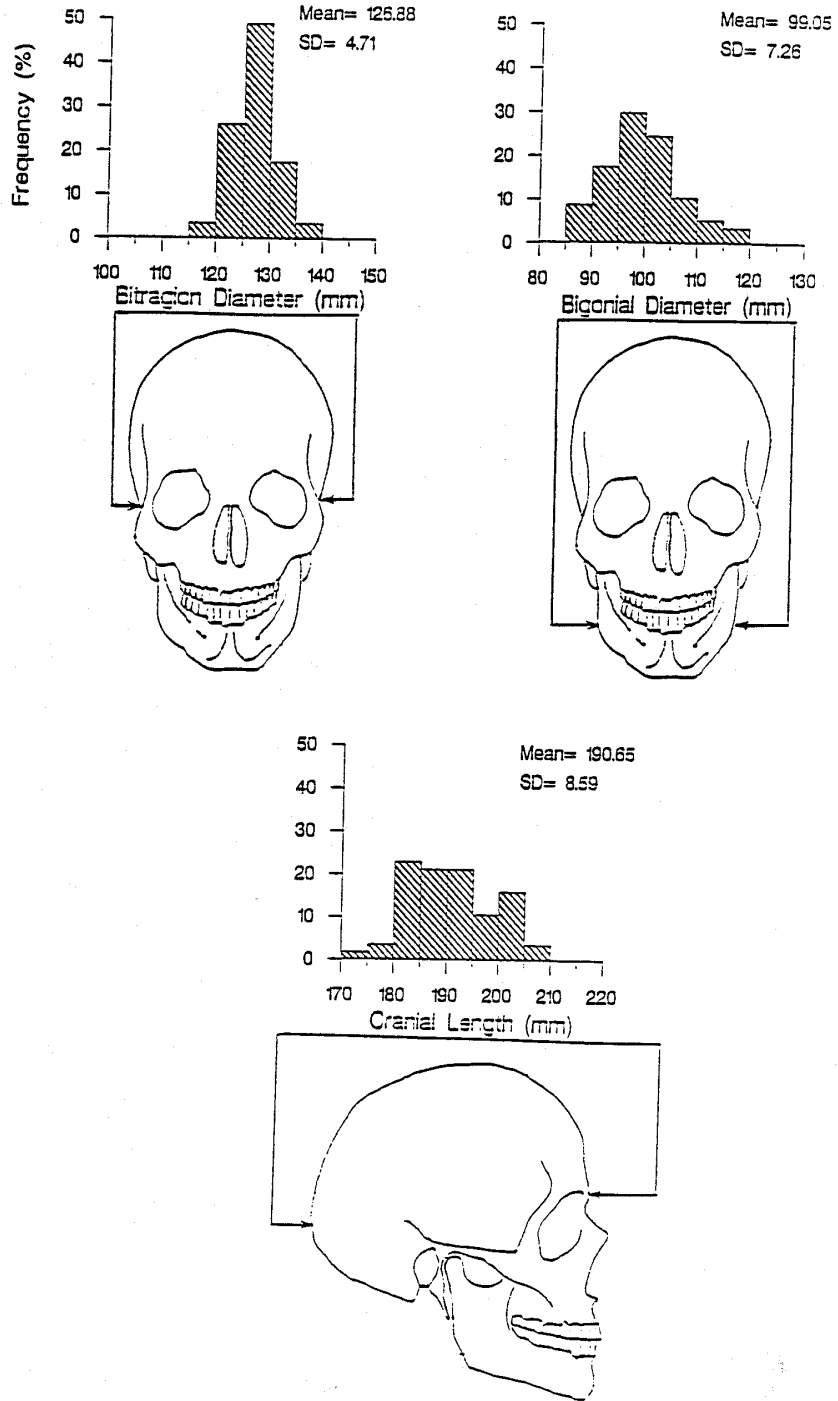 Mean= 126.88
SD= 4.71
Frequency (%)
50
40
30
20
10
0
100 110 120 130 140 150
Bitragion Diameter (mm)
Mean= 99.05
SD= 7.26
50
40
30
20
10
0
80 90 100 110 120 130
Bigonial Diameter (mm)
Mean= 190.65
SD= 8.59
50
40
30
20
10
0
170 180 190 200 210 220
Cranial Length (mm)